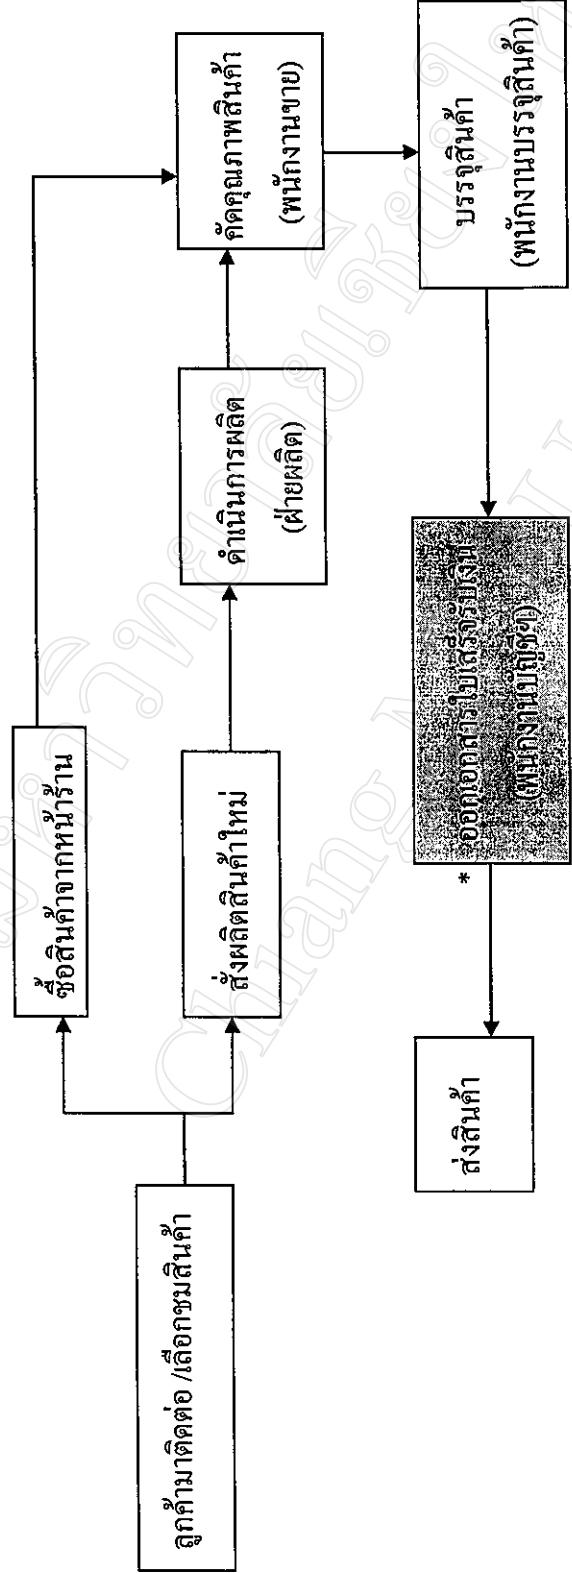 ลูกค้ามาติดต่อ /เลือกชมสินค้า
ซื้อสินค้าจากหน้าร้าน
สั่งผลิตสินค้าใหม่
ดำเนินการผลิต
(ฝ่ายผลิต)
คัดคุณภาพสินค้า
(พนักงานขาย)
บรรจุสินค้า
(พนักงานบรรจุสินค้า)
* ออกเอกสารใบเสร็จรับเงิน
(พนักงานบัญชีฯ)
ส่งสินค้า
Chiang